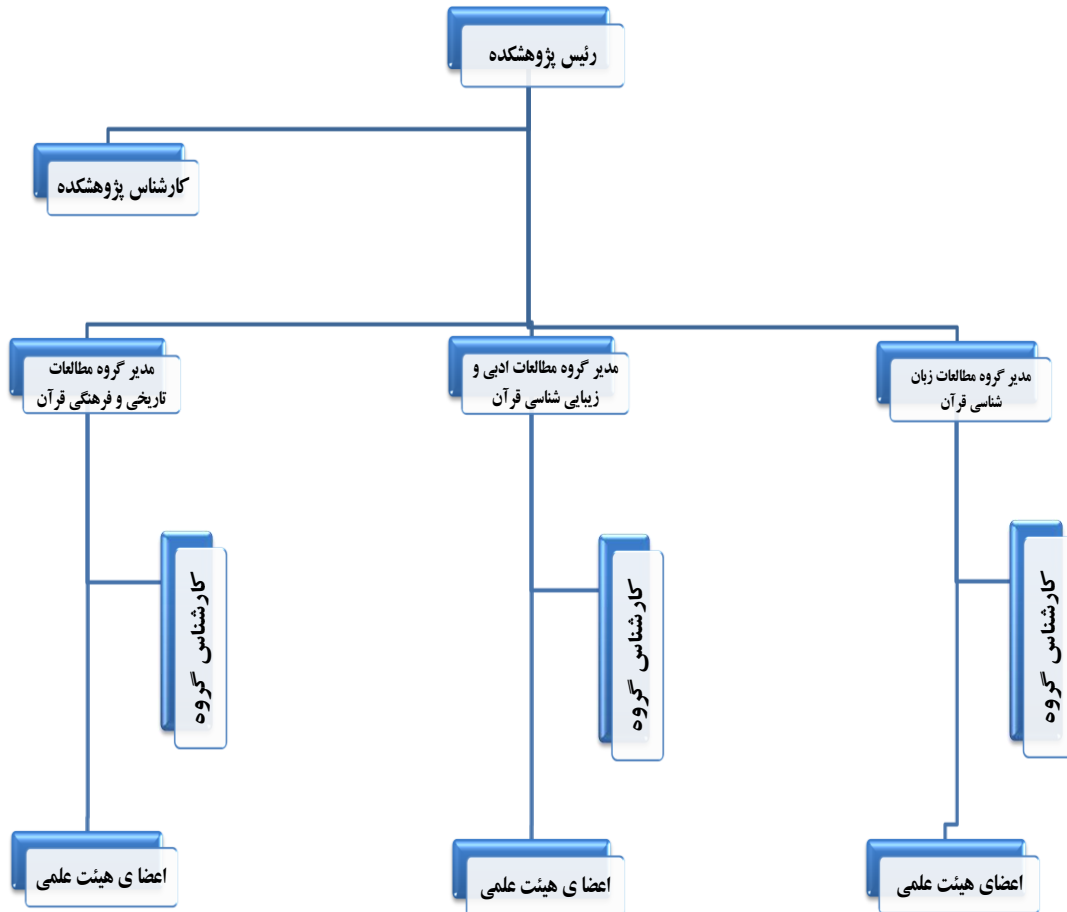 رئیس پژوهشکده
کارشناس پژوهشکده
مدیر گروه مطالعات زبان
شناسی قرآن
مدیر گروه مطالعات ادبی و
زیبایی شناسی قرآن
مدیر گروه مطالعات
تاریخی و فرهنگی قرآن
کارشناس گروه
کارشناس گروه
کارشناس گروه
اعضای هیئت علمی
اعضا ی هیئت علمی
اعضا ی هیئت علمی